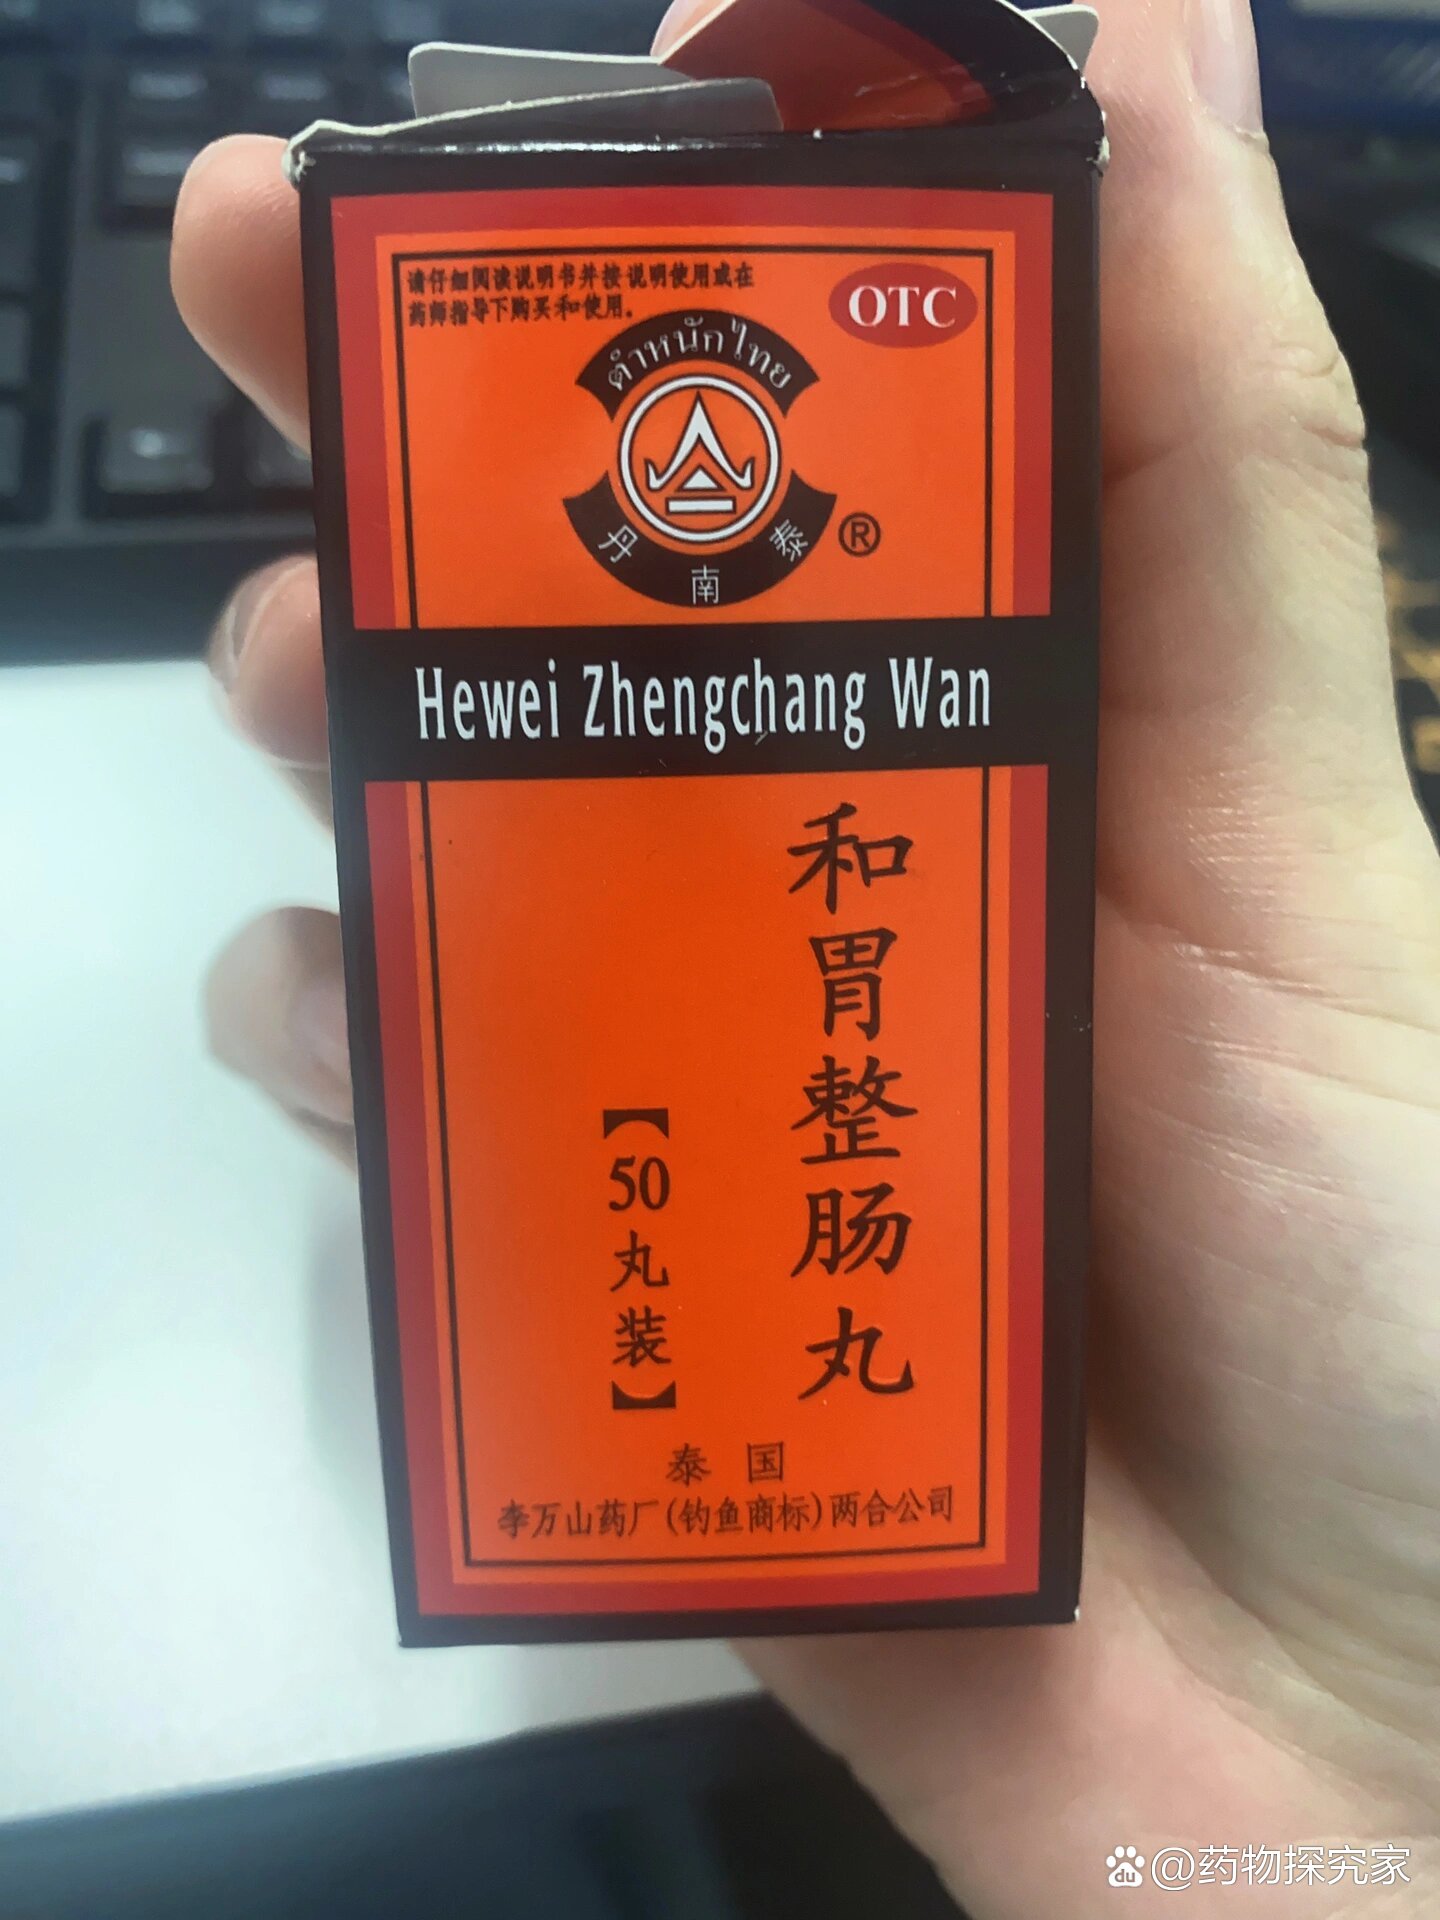 请仔细阅读说明书并按说明使用或在
药师指导下购买和使用。
OTC
ตำหนักไทย
丹南泰
®
Hewei Zhengchang Wan
和胃整肠丸
【50丸装】
泰国
李万山药厂(钓鱼商标)两合公司
du @药物探究家